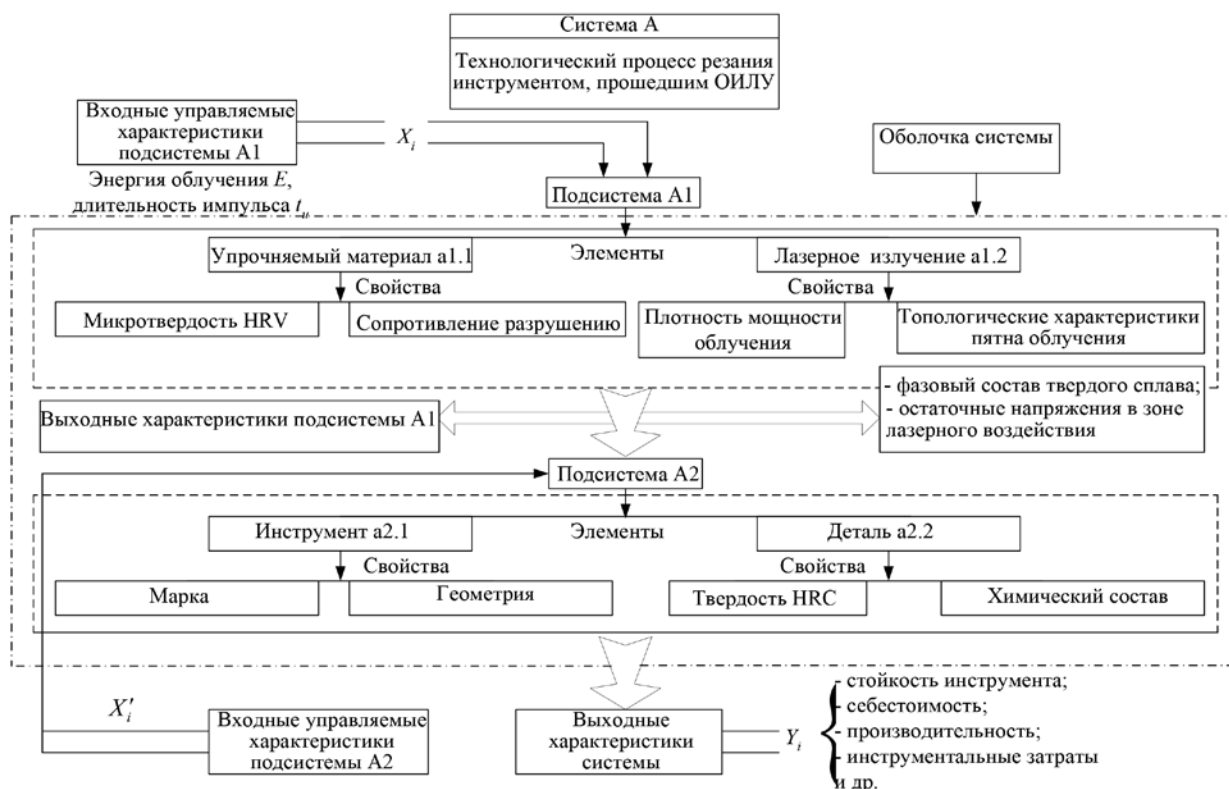 Система А
Технологический процесс резания
инструментом, прошедшим ОИЛУ
Входные управляемые
характеристики
подсистемы А1
X_i
Оболочка системы
Энергия облучения E,
длительность импульса t_и
Подсистема А1
Элементы
Упрочняемый материал а1.1
Лазерное излучение а1.2
Свойства
Свойства
Микротвердость HRV
Сопротивление разрушению
Плотность мощности
облучения
Топологические характеристики
пятна облучения
Выходные характеристики подсистемы А1
- фазовый состав твердого сплава;
- остаточные напряжения в зоне
лазерного воздействия
Подсистема А2
Элементы
Инструмент а2.1
Деталь а2.2
Свойства
Свойства
Марка
Геометрия
Твердость HRC
Химический состав
X'_i
Входные управляемые
характеристики
подсистемы А2
Выходные
характеристики
системы
Y_i
- стойкость инструмента;
- себестоимость;
- производительность;
- инструментальные затраты
и др.